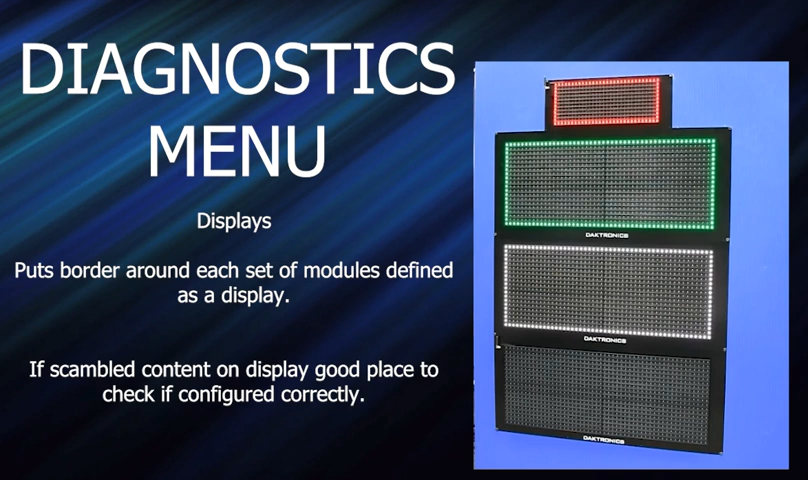 DIAGNOSTICS
MENU
Displays
Puts border around each set of modules defined
as a display.
If scambled content on display good place to
check if configured correctly.
DAKTRONICS
DAKTRONICS
DAKTRONICS